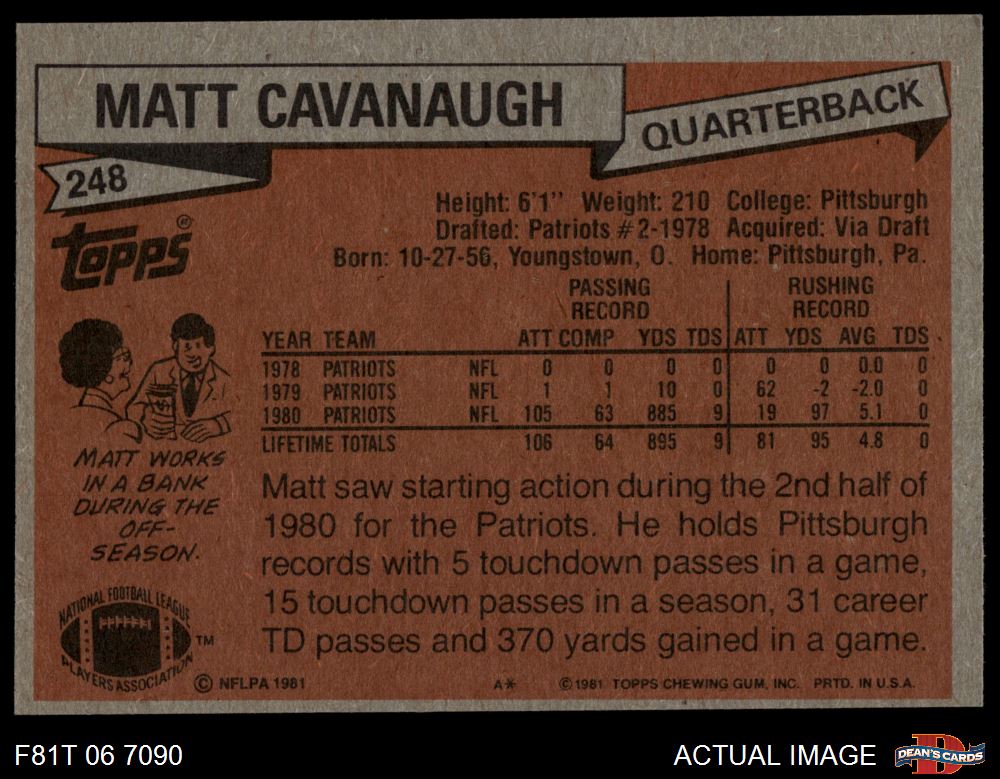 MATT CAVANAUGH
QUARTERBACK
248
TOPPS®
Height: 6'1" Weight: 210 College: Pittsburgh
Drafted: Patriots #2-1978 Acquired: Via Draft
Born: 10-27-56, Youngstown, O. Home: Pittsburgh, Pa.
PASSING RECORD RUSHING RECORD
YEAR TEAM ATT COMP YDS TDS ATT YDS AVG TDS
1978 PATRIOTS NFL 0 0 0 0 0 0 0.0 0
1979 PATRIOTS NFL 1 1 10 0 62 -2 -2.0 0
1980 PATRIOTS NFL 105 63 885 9 19 97 5.1 0
LIFETIME TOTALS 106 64 895 9 81 95 4.8 0
MATT WORKS
IN A BANK
DURING THE
OFF-
SEASON.
Matt saw starting action during the 2nd half of
1980 for the Patriots. He holds Pittsburgh
records with 5 touchdown passes in a game,
15 touchdown passes in a season, 31 career
TD passes and 370 yards gained in a game.
NATIONAL FOOTBALL LEAGUE
PLAYERS ASSOCIATION
TM
© NFLPA 1981 A* ©1981 TOPPS CHEWING GUM, INC. PRTD. IN U.S.A.
F81T 06 7090 ACTUAL IMAGE
D
DEAN'S CARDS